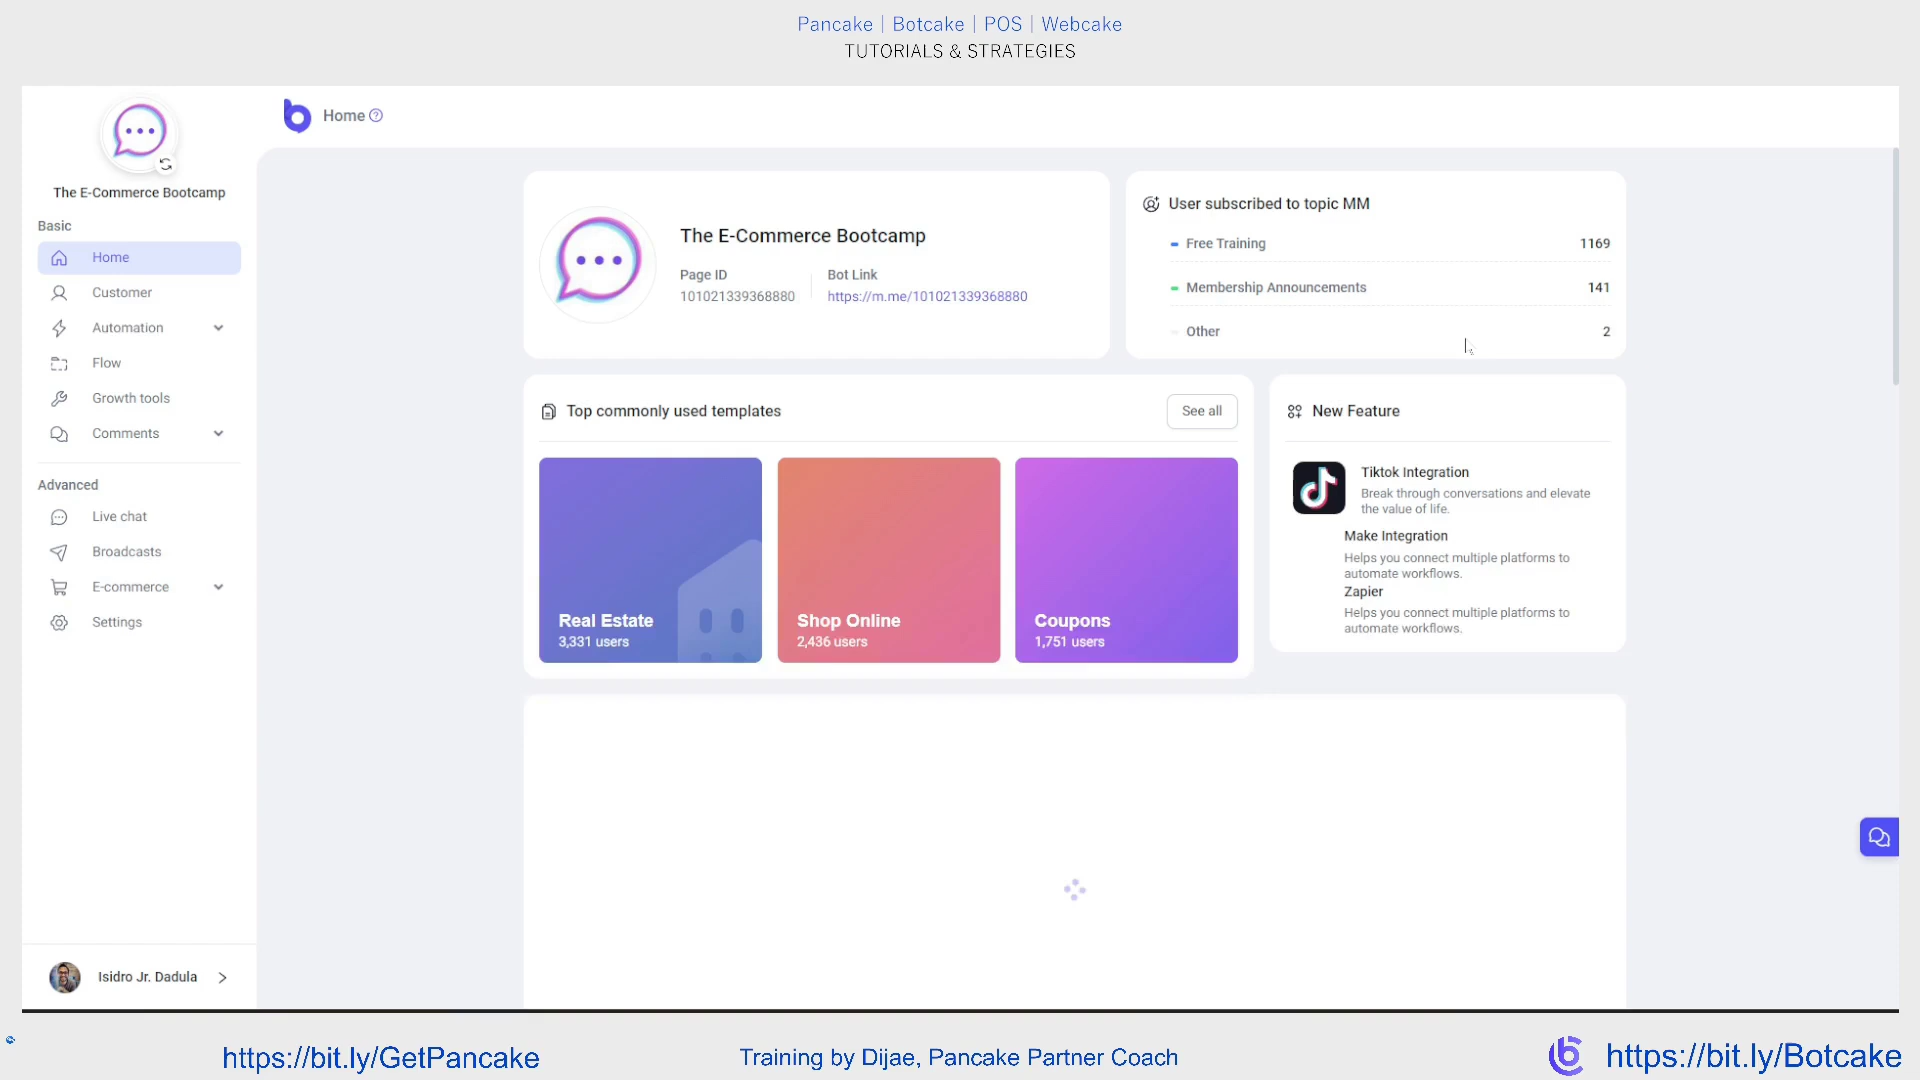 Pancake | Botcake | POS | Webcake
TUTORIALS & STRATEGIES
The E-Commerce Bootcamp
Basic
Home
Customer
Automation
Flow
Growth tools
Comments
Advanced
Live chat
Broadcasts
E-commerce
Settings
Isidro Jr. Dadula
Home
The E-Commerce Bootcamp
Page ID
101021339368880
Bot Link
https://m.me/101021339368880
User subscribed to topic MM
Free Training 1169
Membership Announcements 141
Other 2
Top commonly used templates
See all
Real Estate
3,331 users
Shop Online
2,436 users
Coupons
1,751 users
New Feature
Tiktok Integration
Break through conversations and elevate
the value of life.
Make Integration
Helps you connect multiple platforms to
automate workflows.
Zapier
Helps you connect multiple platforms to
automate workflows.
https://bit.ly/GetPancake
Training by Dijae, Pancake Partner Coach
https://bit.ly/Botcake